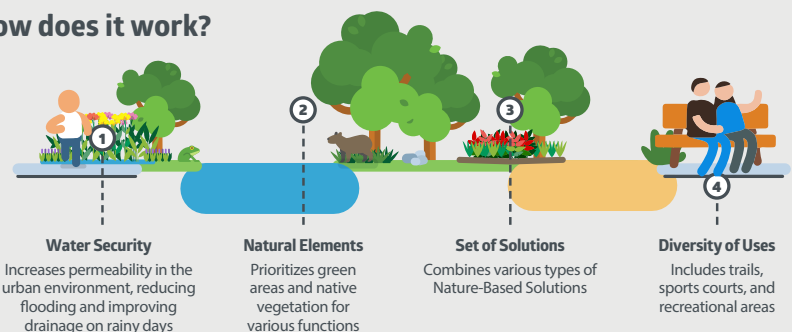 ow does it work?
1
2
3
4
Water Security
Increases permeability in the
urban environment, reducing
flooding and improving
drainage on rainy days
Natural Elements
Prioritizes green
areas and native
vegetation for
various functions
Set of Solutions
Combines various types of
Nature-Based Solutions
Diversity of Uses
Includes trails,
sports courts, and
recreational areas